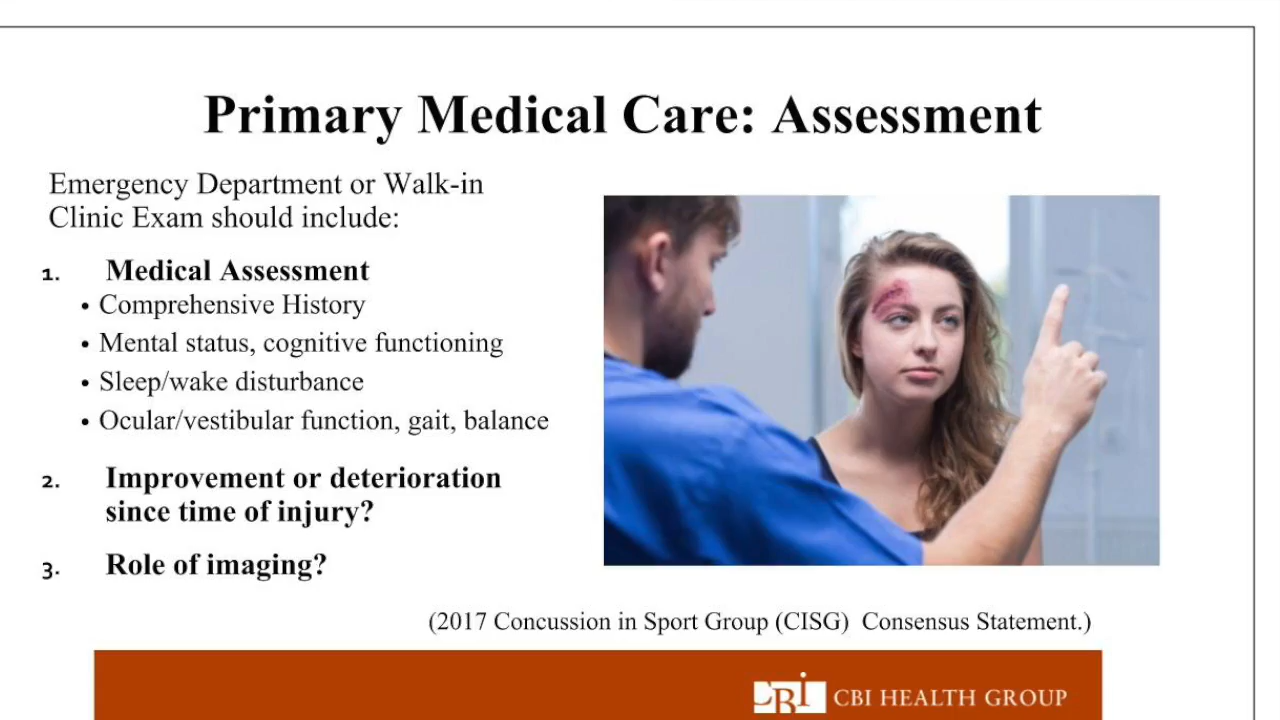 Primary Medical Care: Assessment
Emergency Department or Walk-in
Clinic Exam should include:
1. Medical Assessment
• Comprehensive History
• Mental status, cognitive functioning
• Sleep/wake disturbance
• Ocular/vestibular function, gait, balance
2. Improvement or deterioration
since time of injury?
3. Role of imaging?
(2017 Concussion in Sport Group (CISG) Consensus Statement.)
CBI CBI HEALTH GROUP